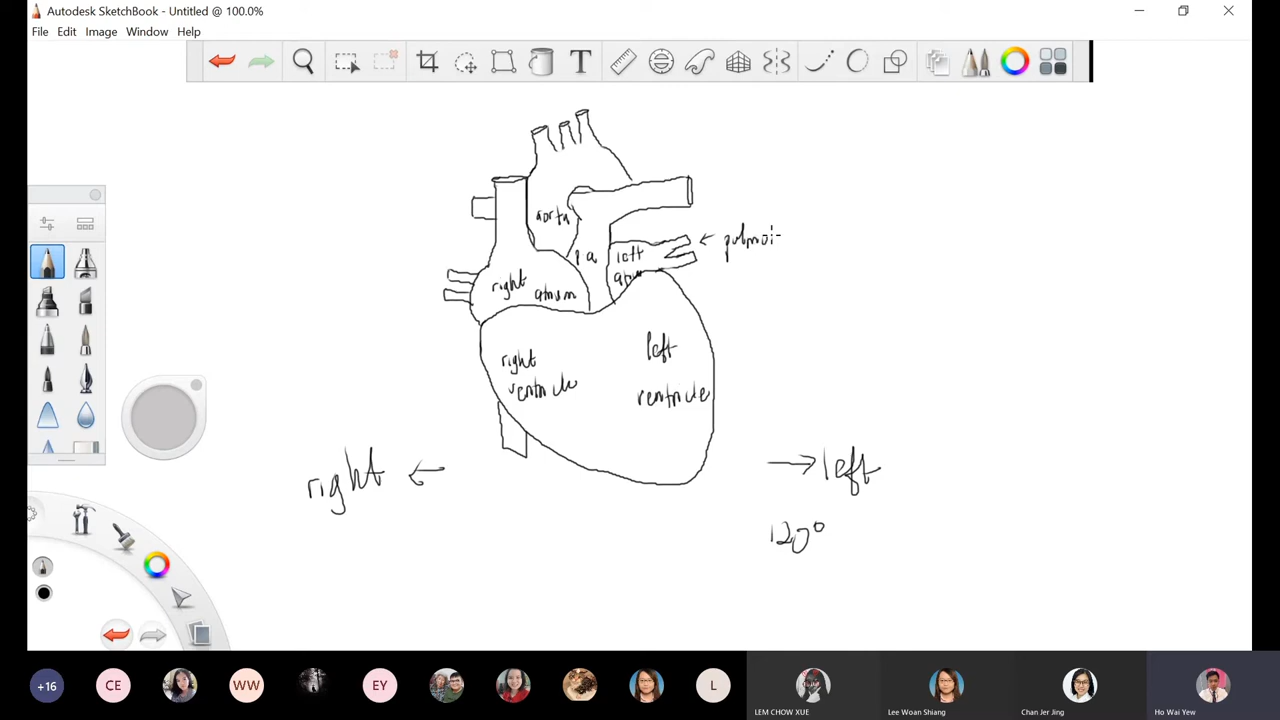 Autodesk SketchBook - Untitled @ 100.0%
File Edit Image Window Help
T
aorta
pa
left
right
atrium
right
ventricle
left
ventricle
right
left
120°
+16
CE
WW
EY
L
LEM CHOW XUE
Lee Woan Shiang
Chan Jer Jing
Ho Wai Yew